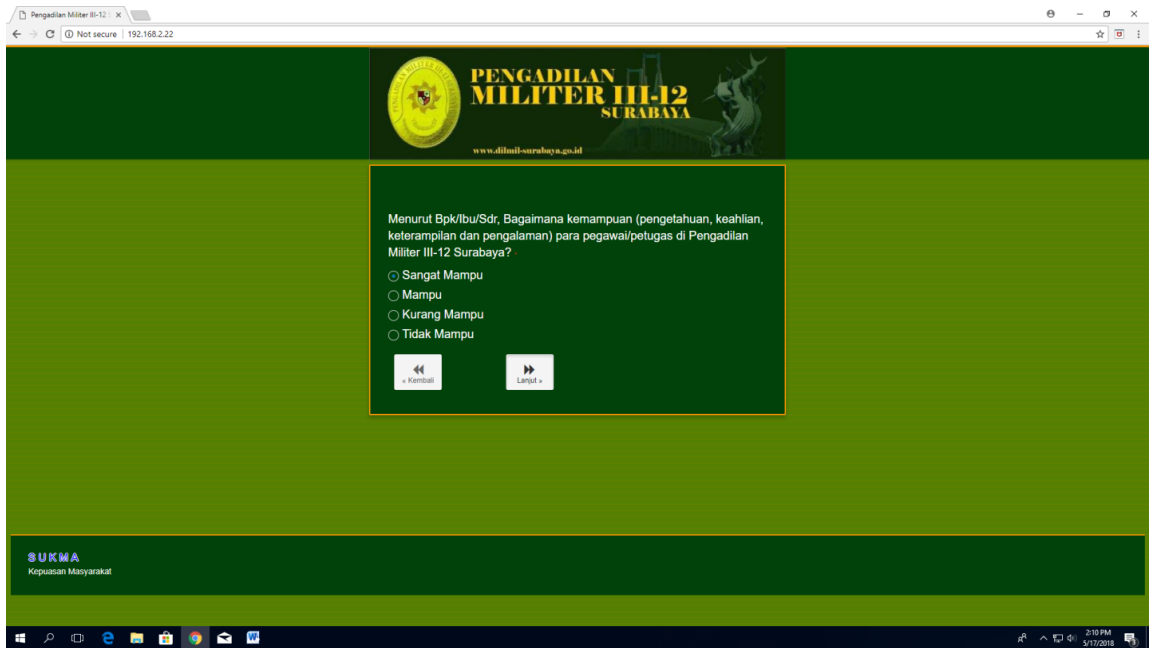 Pengadilan Militer III-12
Not secure | 192.168.2.22
PENGADILAN
MILITER III-12
SURABAYA
www.dilmil-surabaya.go.id
Menurut Bpk/Ibu/Sdr, Bagaimana kemampuan (pengetahuan, keahlian,
keterampilan dan pengalaman) para pegawai/petugas di Pengadilan
Militer III-12 Surabaya?
Sangat Mampu
Mampu
Kurang Mampu
Tidak Mampu
« Kembali
Lanjut »
SUKMA
Kepuasan Masyarakat
2:10 PM
5/17/2018